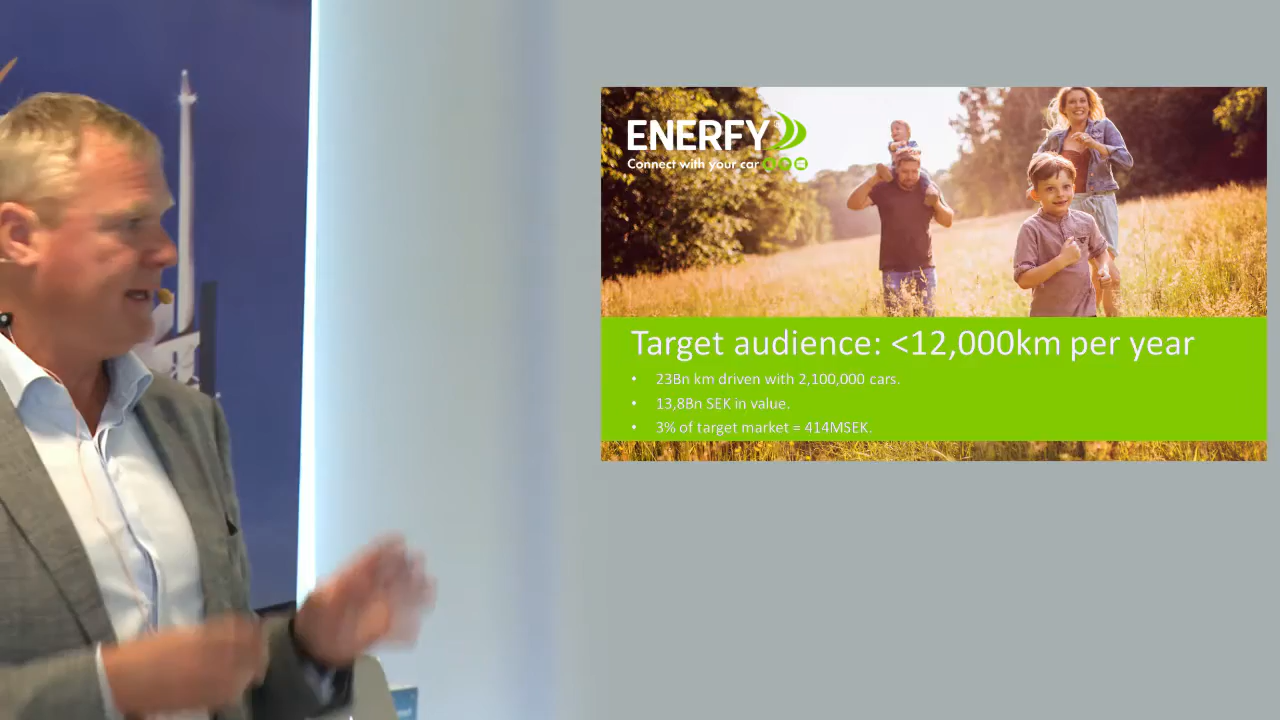 ENERFY
Connect with your car
Target audience: <12,000km per year
• 23Bn km driven with 2,100,000 cars.
• 13,8Bn SEK in value.
• 3% of target market = 414MSEK.